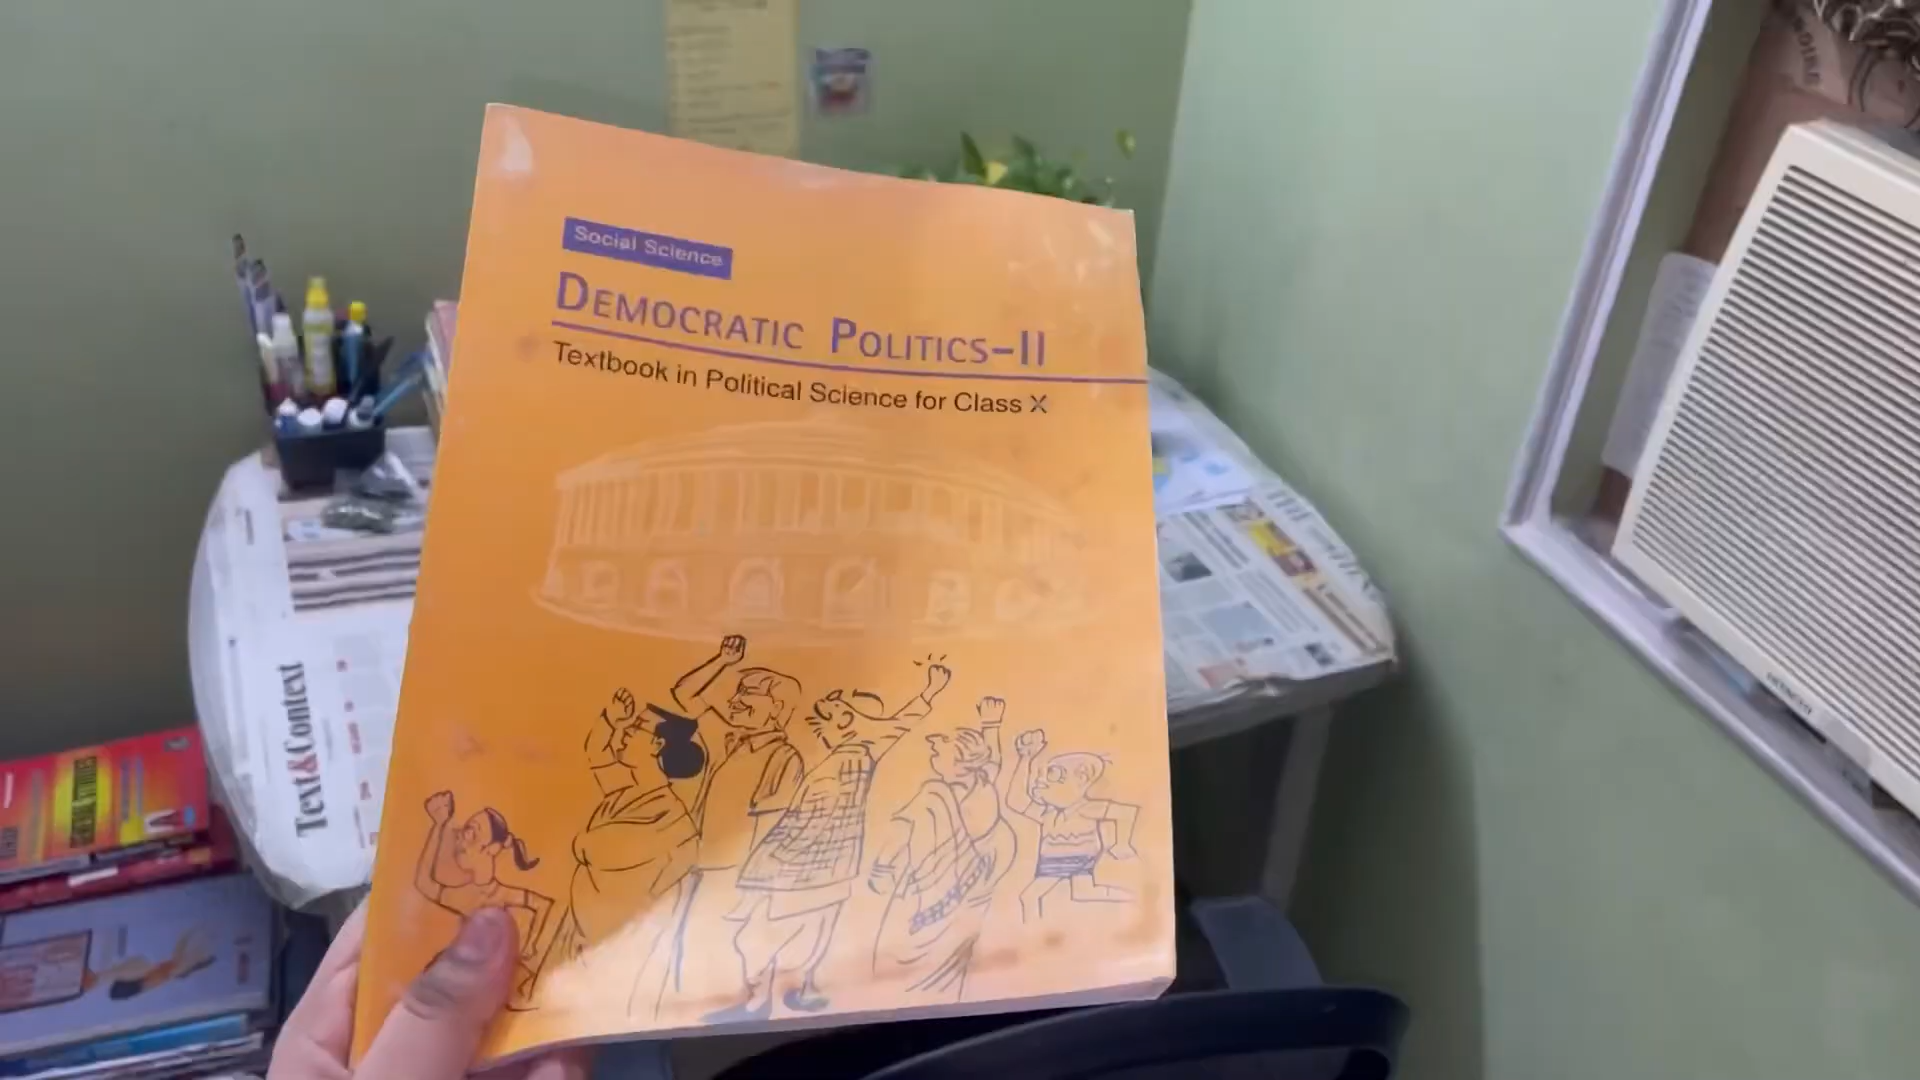 Social Science
DEMOCRATIC POLITICS-II
Textbook in Political Science for Class X
Text&Context